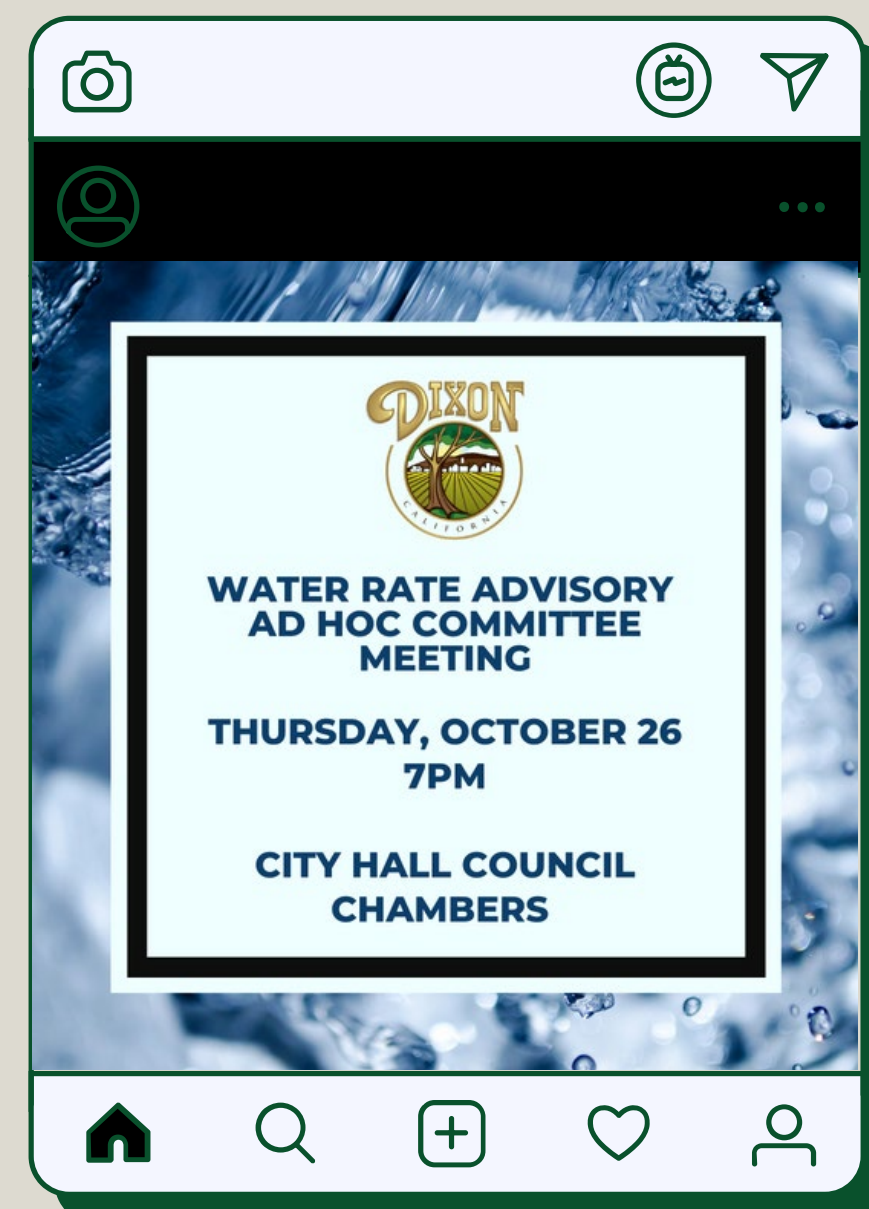 DIXON
CALIFORNIA
WATER RATE ADVISORY
AD HOC COMMITTEE
MEETING
THURSDAY, OCTOBER 26
7PM
CITY HALL COUNCIL
CHAMBERS